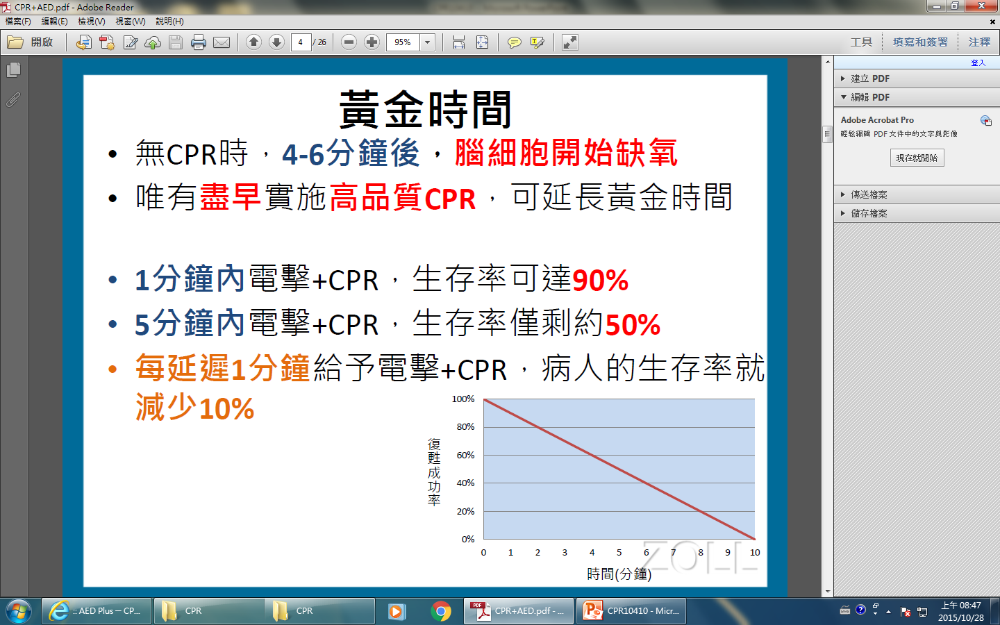 CPR+AED.pdf - Adobe Reader
檔案(F) 編輯(E) 檢視(V) 視窗(W) 說明(H)
開啟 4 / 26 95% 工具 填寫和簽署 注釋
登入
建立 PDF
編輯 PDF
Adobe Acrobat Pro
輕鬆編輯 PDF 文件中的文字與影像
現在就開始
傳送檔案
儲存檔案
黃金時間
• 無CPR時，4-6分鐘後，腦細胞開始缺氧
• 唯有盡早實施高品質CPR，可延長黃金時間
• 1分鐘內電擊+CPR，生存率可達90%
• 5分鐘內電擊+CPR，生存率僅剩約50%
• 每延遲1分鐘給予電擊+CPR，病人的生存率就
減少10%
復甦成功率
100%
80%
60%
40%
20%
0%
0 1 2 3 4 5 6 7 8 9 10
時間(分鐘)
ZOLL
:: AED Plus － CP... CPR CPR CPR+AED.pdf - ... CPR10410 - Micr...
上午 08:47
2015/10/28